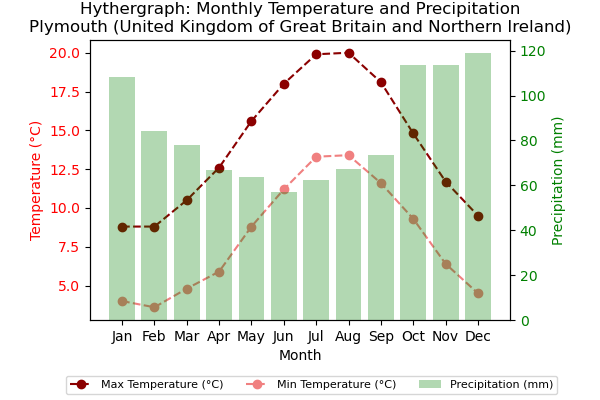 Hythergraph: Monthly Temperature and Precipitation
Plymouth (United Kingdom of Great Britain and Northern Ireland)
Temperature (°C)
20.0
17.5
15.0
12.5
10.0
7.5
5.0
Precipitation (mm)
120
100
80
60
40
20
0
Jan Feb Mar Apr May Jun Jul Aug Sep Oct Nov Dec
Month
Max Temperature (°C) Min Temperature (°C) Precipitation (mm)